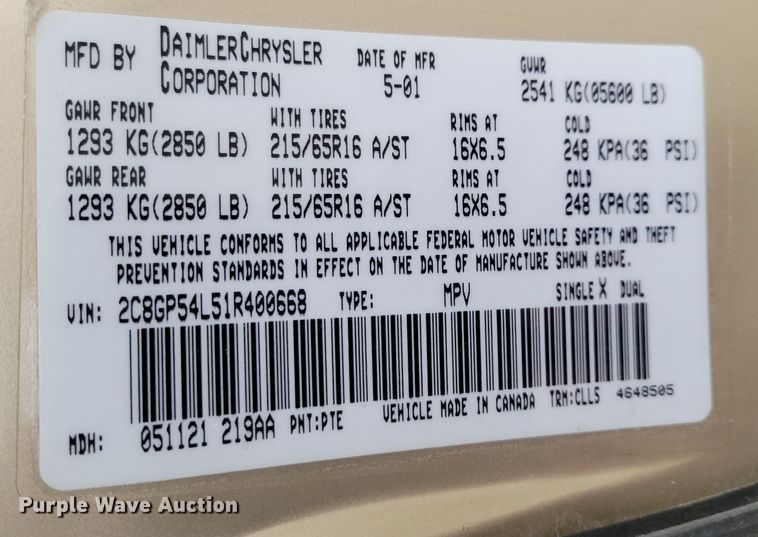 MFD BY DAIMLERCHRYSLER CORPORATION DATE OF MFR 5-01 GVWR 2541 KG(05600 LB)
GAWR FRONT WITH TIRES RIMS AT COLD
1293 KG(2850 LB) 215/65R16 A/ST 16X6.5 248 KPA(36 PSI)
GAWR REAR WITH TIRES RIMS AT COLD
1293 KG(2850 LB) 215/65R16 A/ST 16X6.5 248 KPA(36 PSI)
THIS VEHICLE CONFORMS TO ALL APPLICABLE FEDERAL MOTOR VEHICLE SAFETY AND THEFT
PREVENTION STANDARDS IN EFFECT ON THE DATE OF MANUFACTURE SHOWN ABOVE.
VIN: 2C8GP54L51R400668 TYPE: MPV SINGLE X DUAL
MDH: 051121 219AA PNT:PTE VEHICLE MADE IN CANADA TRM:CLL5 4648505
Purple Wave Auction